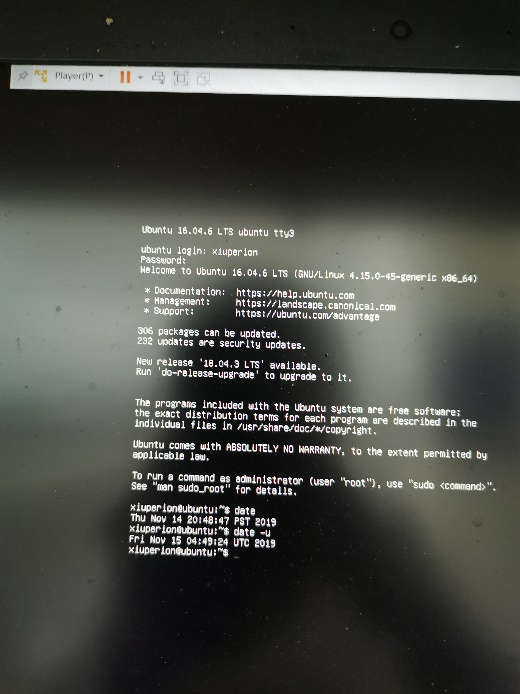 Player(P)
Ubuntu 16.04.6 LTS ubuntu tty3
ubuntu login: xiuperion
Password:
Welcome to Ubuntu 16.04.6 LTS (GNU/Linux 4.15.0-45-generic x86_64)
* Documentation: https://help.ubuntu.com
* Management: https://landscape.canonical.com
* Support: https://ubuntu.com/advantage
306 packages can be updated.
232 updates are security updates.
New release '18.04.3 LTS' available.
Run 'do-release-upgrade' to upgrade to it.
The programs included with the Ubuntu system are free software;
the exact distribution terms for each program are described in the
individual files in /usr/share/doc/*/copyright.
Ubuntu comes with ABSOLUTELY NO WARRANTY, to the extent permitted by
applicable law.
To run a command as administrator (user "root"), use "sudo <command>".
See "man sudo_root" for details.
xiuperion@ubuntu:~$ date
Thu Nov 14 20:48:47 PST 2019
xiuperion@ubuntu:~$ date -u
Fri Nov 15 04:49:24 UTC 2019
xiuperion@ubuntu:~$